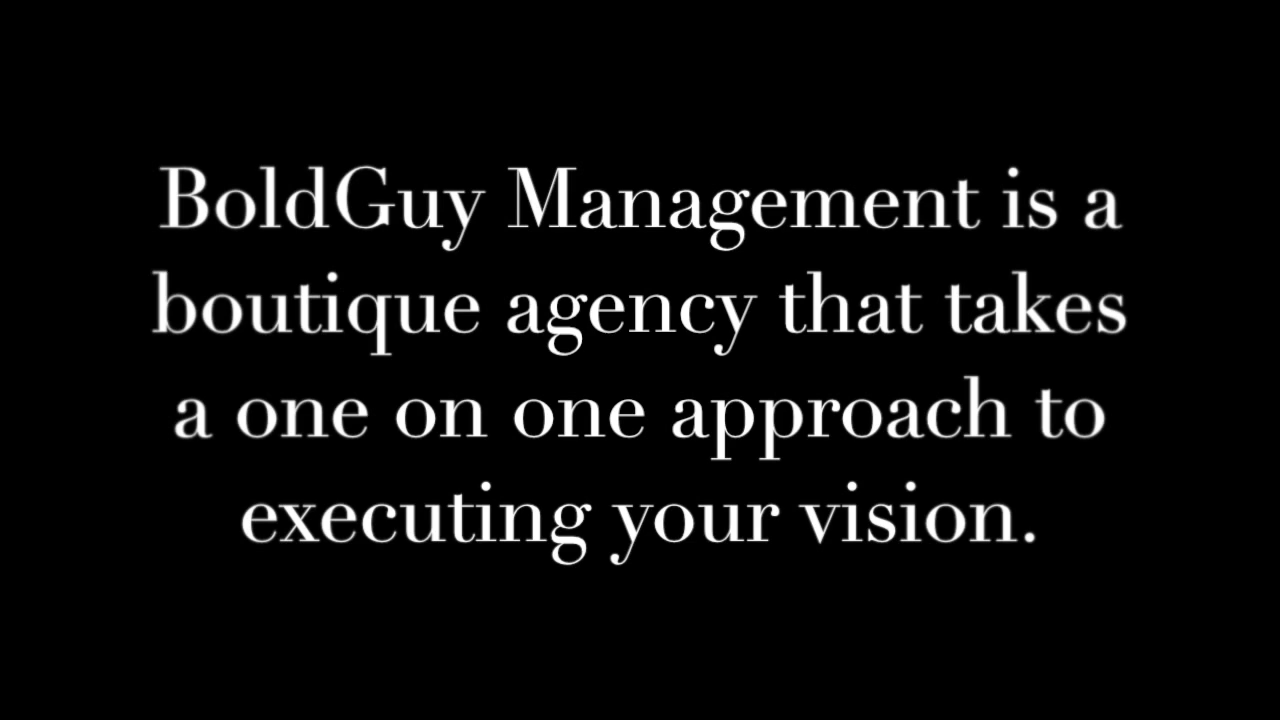 BoldGuy Management is a
boutique agency that takes
a one on one approach to
executing your vision.